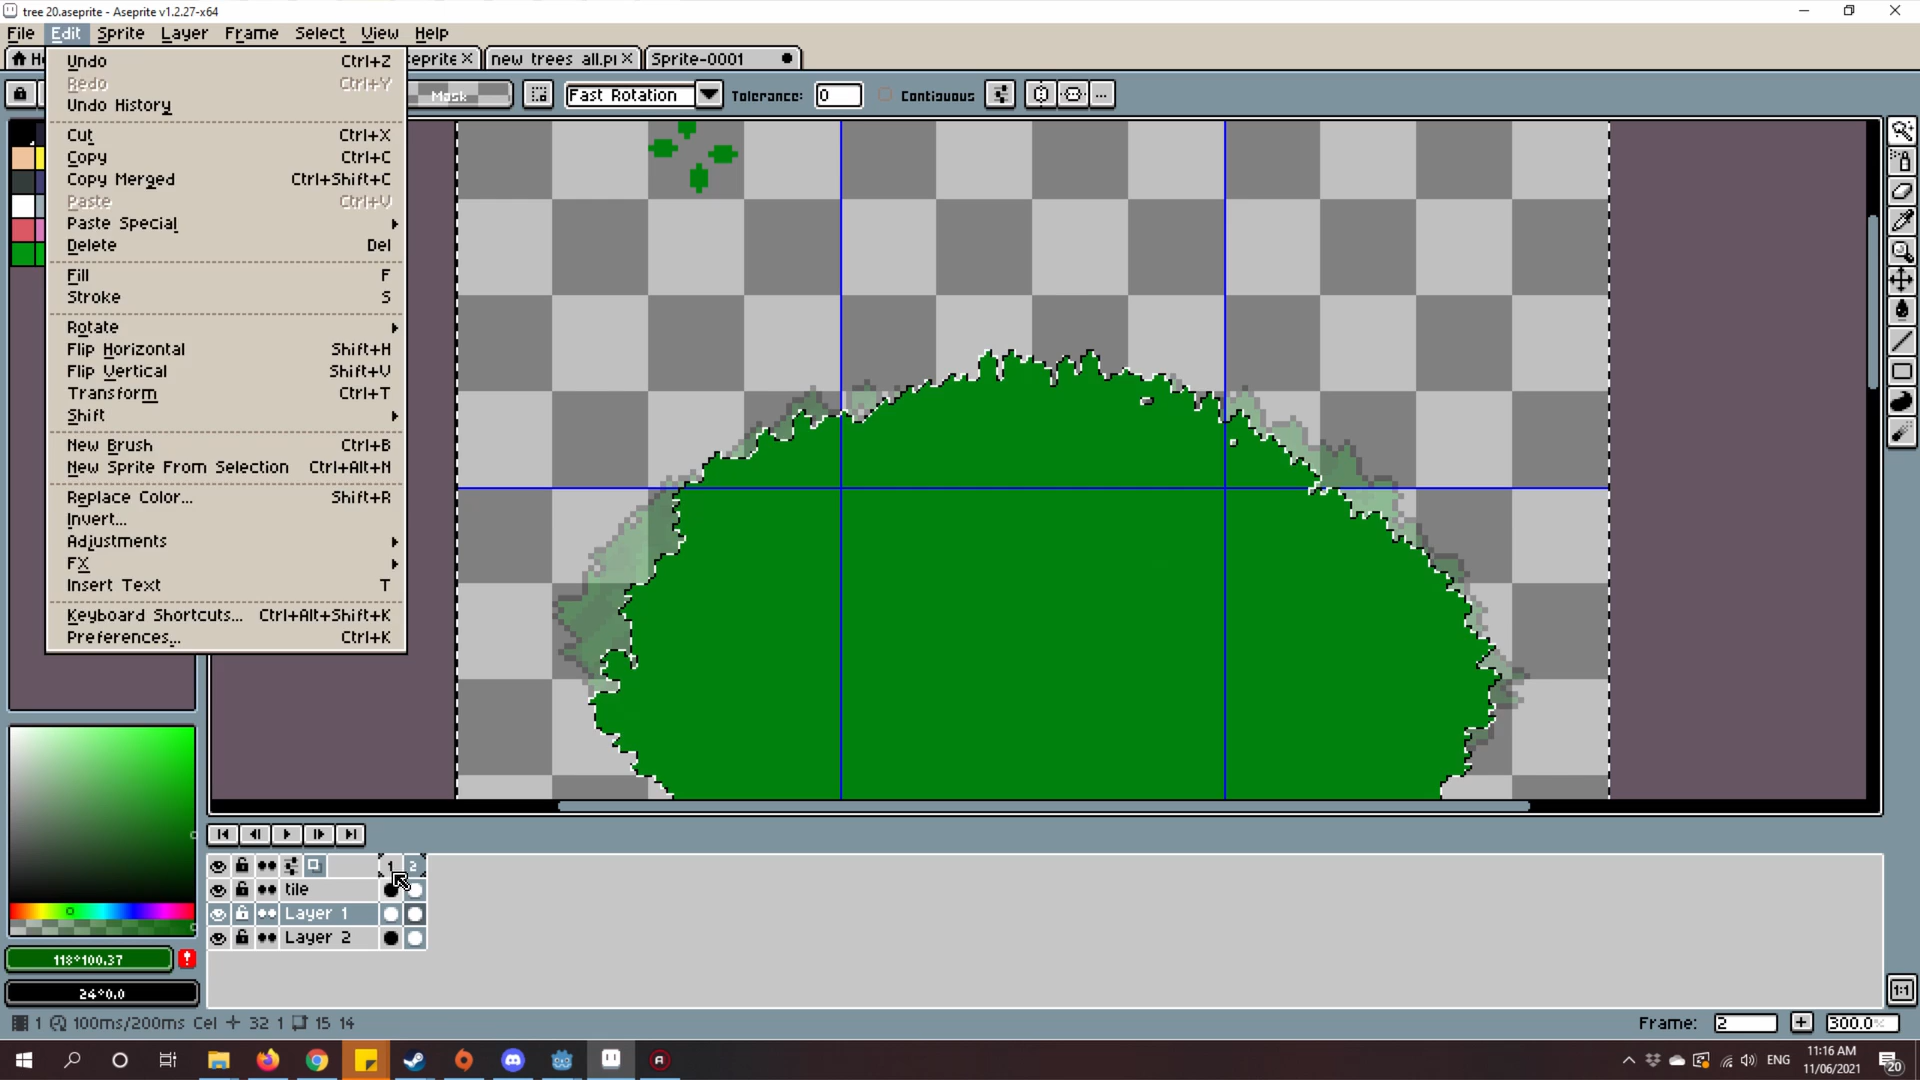 tree 20.aseprite - Aseprite v1.2.27-x64
File Edit Sprite Layer Frame Select View Help
new trees all.p
Sprite-0001
Mask
Fast Rotation
Tolerance: 0
Contiguous
Undo Ctrl+Z
Redo Ctrl+Y
Undo History
Cut Ctrl+X
Copy Ctrl+C
Copy Merged Ctrl+Shift+C
Paste Ctrl+V
Paste Special
Delete Del
Fill F
Stroke S
Rotate
Flip Horizontal Shift+H
Flip Vertical Shift+V
Transform Ctrl+T
Shift
New Brush Ctrl+B
New Sprite From Selection Ctrl+Alt+N
Replace Color... Shift+R
Invert...
Adjustments
FX
Insert Text T
Keyboard Shortcuts... Ctrl+Alt+Shift+K
Preferences... Ctrl+K
1 2
tile
Layer 1
Layer 2
118°100.37
24°0.0
1 100ms/200ms Cel 32 1 15 14
Frame: 2
300.0
1:1
ENG
11:16 AM
11/06/2021
20